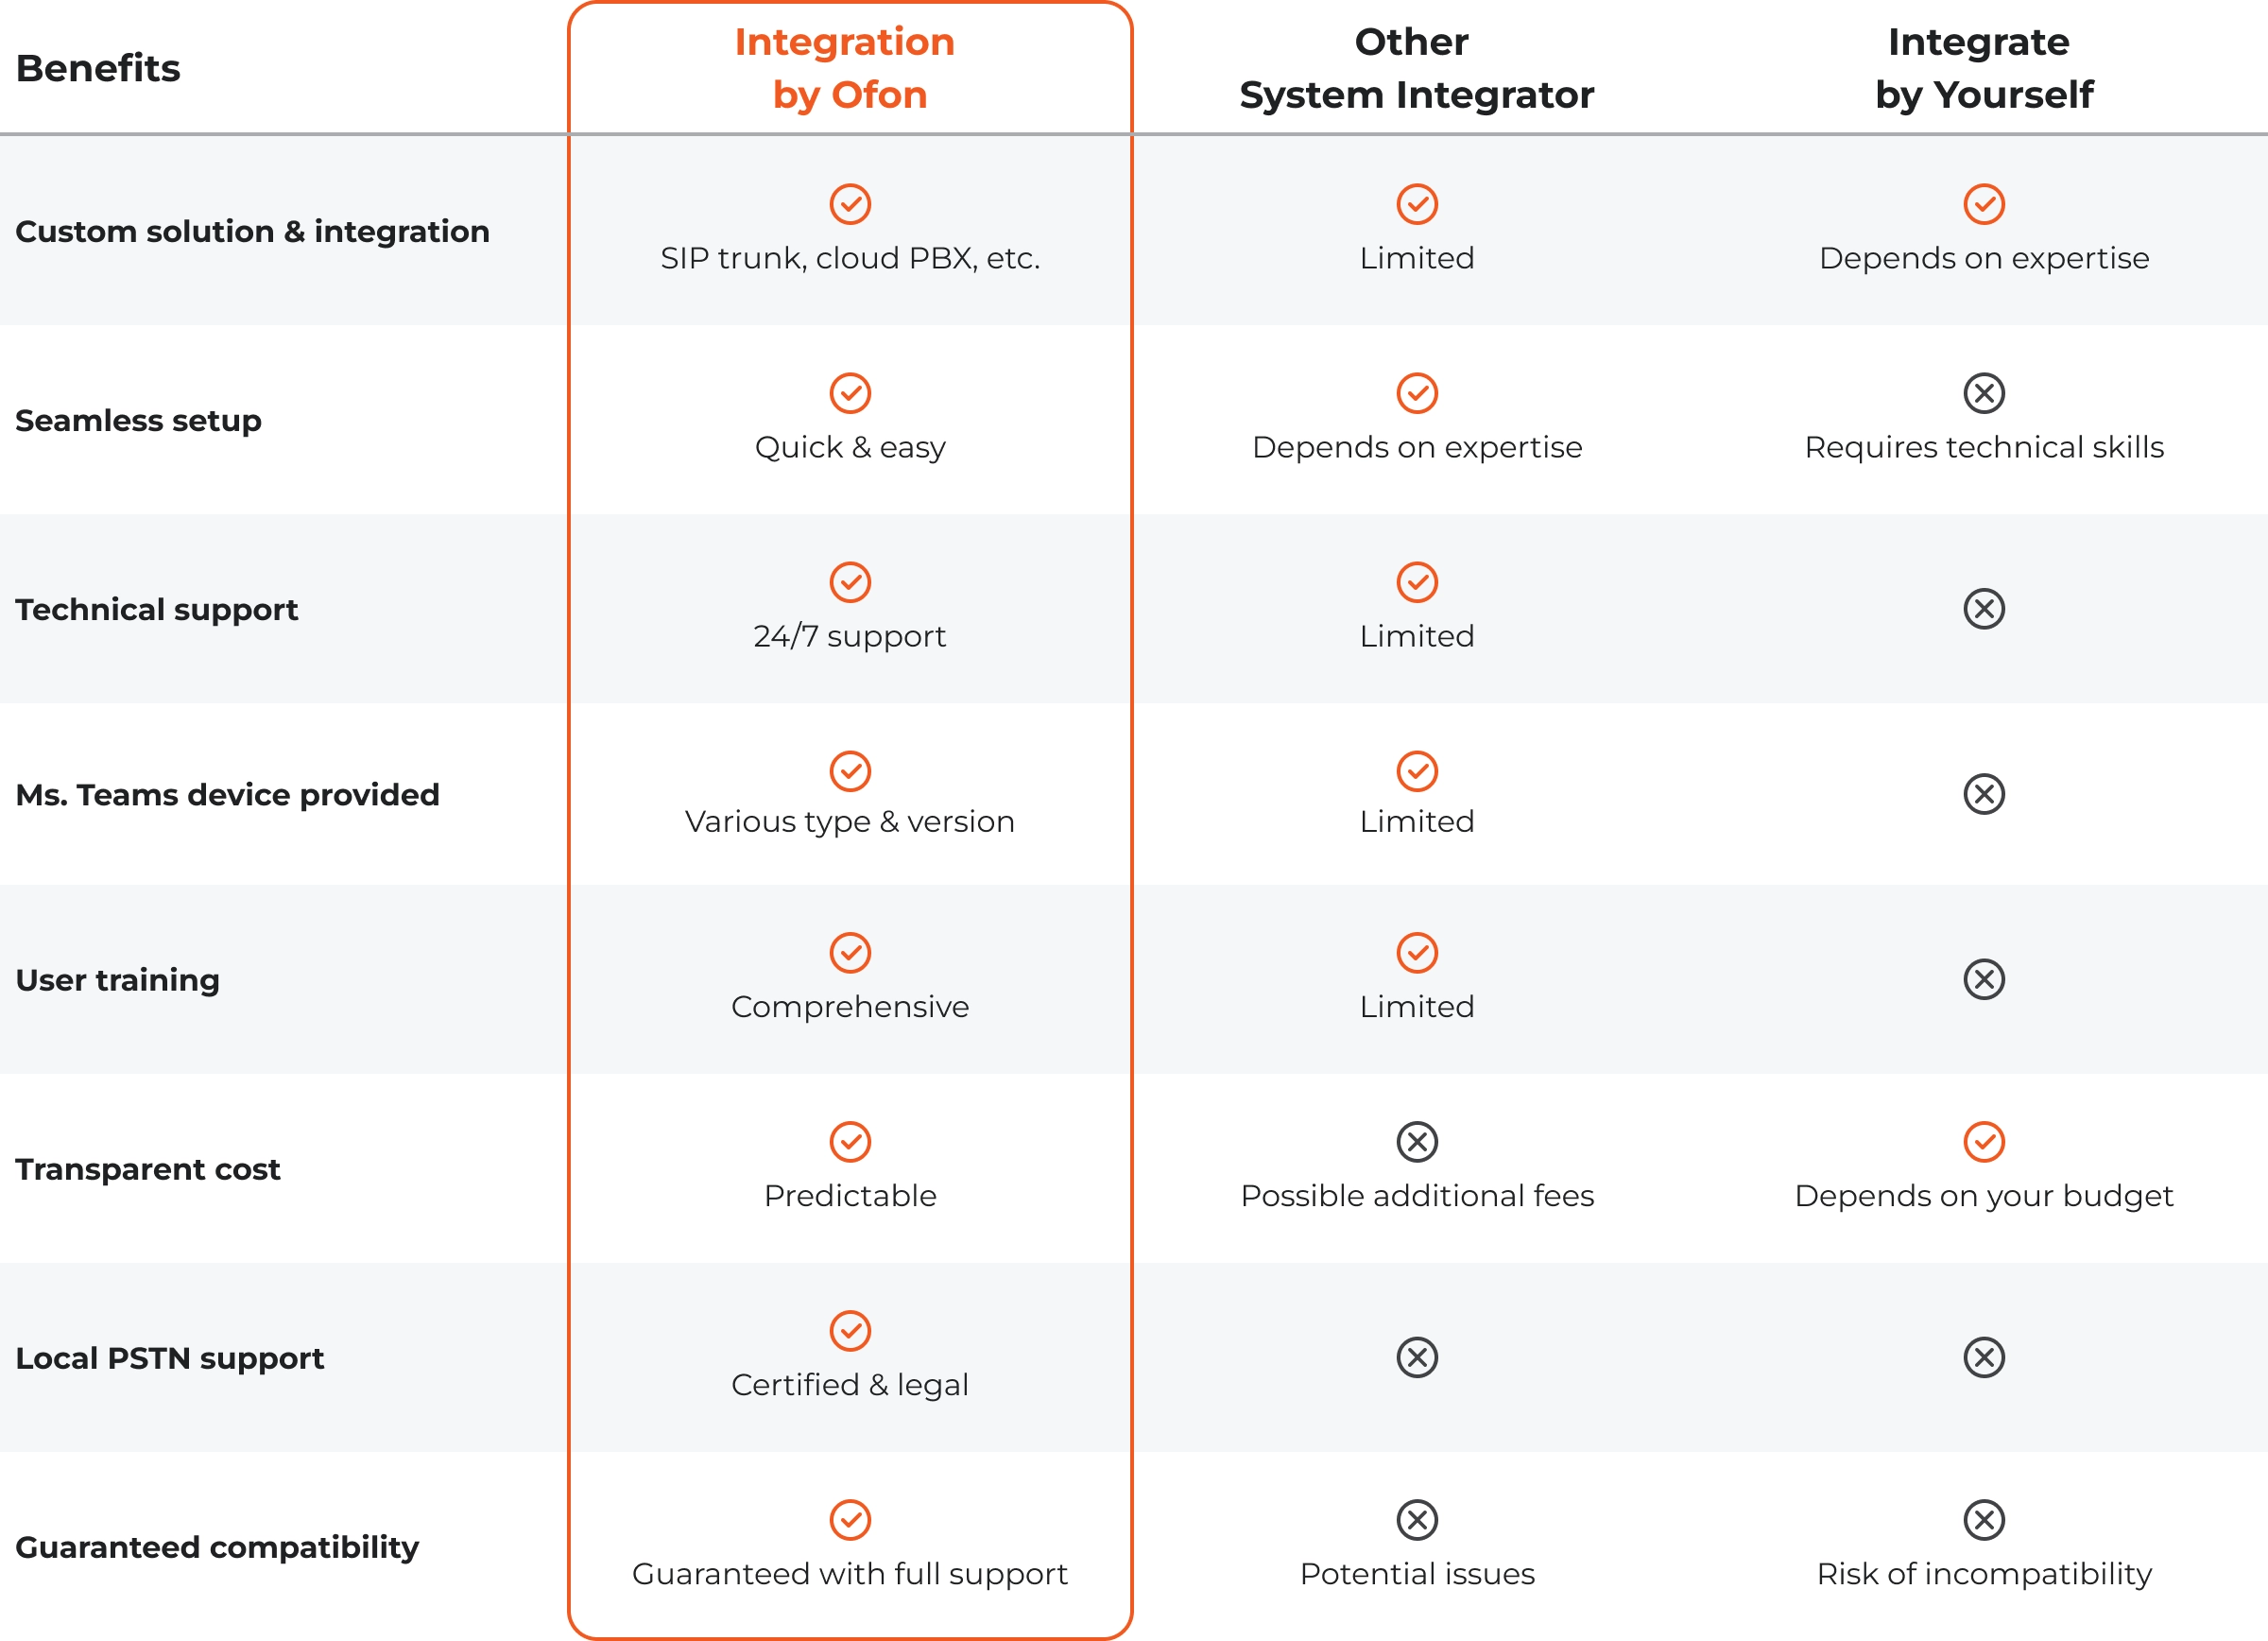 Benefits
Integration
by Ofon
Other
System Integrator
Integrate
by Yourself
Custom solution & integration
SIP trunk, cloud PBX, etc.
Limited
Depends on expertise
Seamless setup
Quick & easy
Depends on expertise
Requires technical skills
Technical support
24/7 support
Limited
Ms. Teams device provided
Various type & version
Limited
User training
Comprehensive
Limited
Transparent cost
Predictable
Possible additional fees
Depends on your budget
Local PSTN support
Certified & legal
Guaranteed compatibility
Guaranteed with full support
Potential issues
Risk of incompatibility